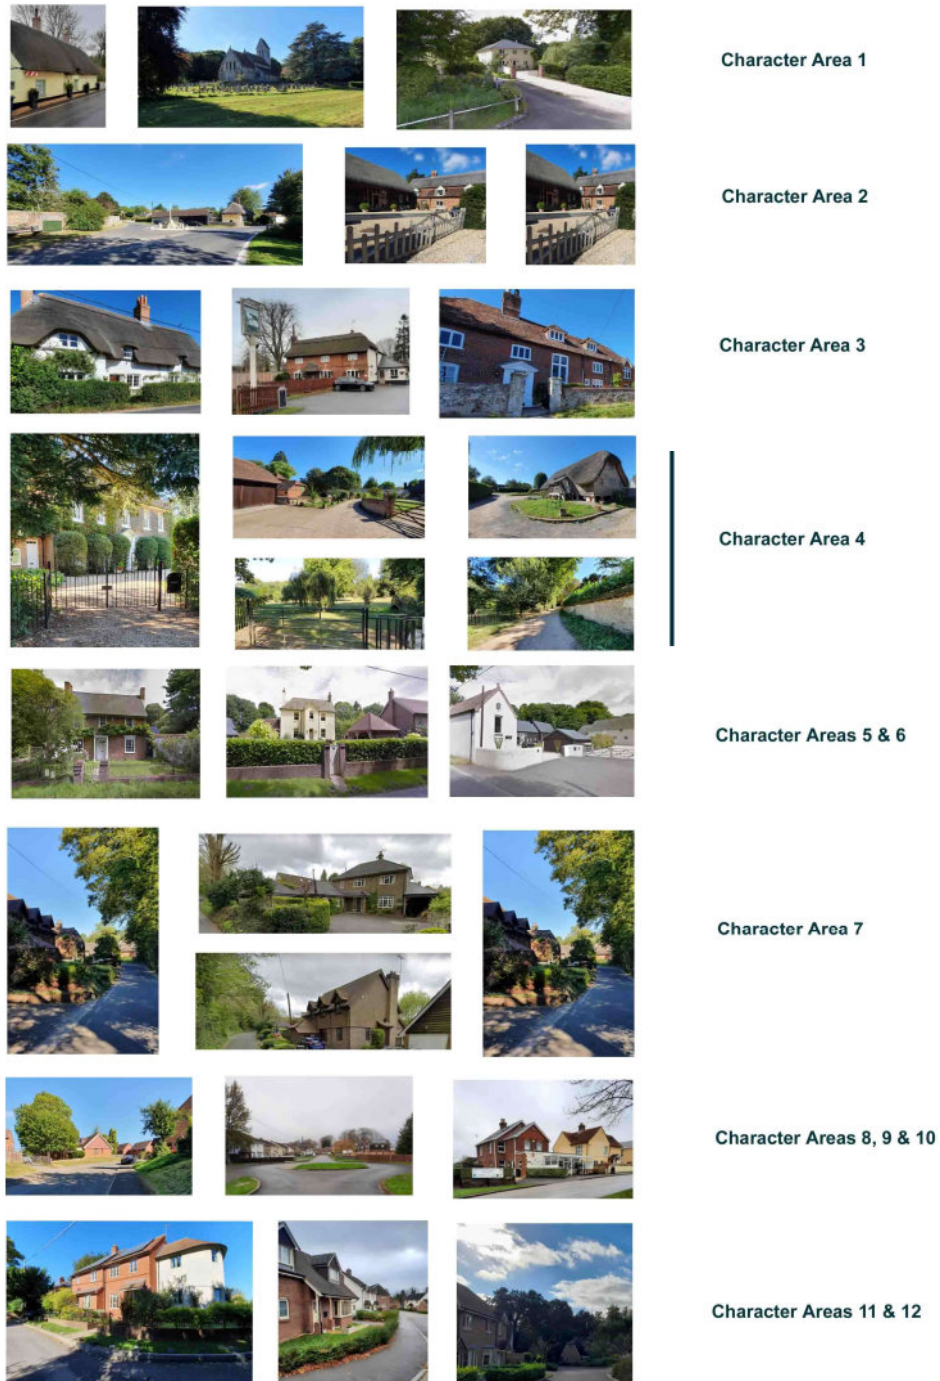 Character Area 1
Character Area 2
Character Area 3
Character Area 4
Character Areas 5 & 6
Character Area 7
Character Areas 8, 9 & 10
Character Areas 11 & 12